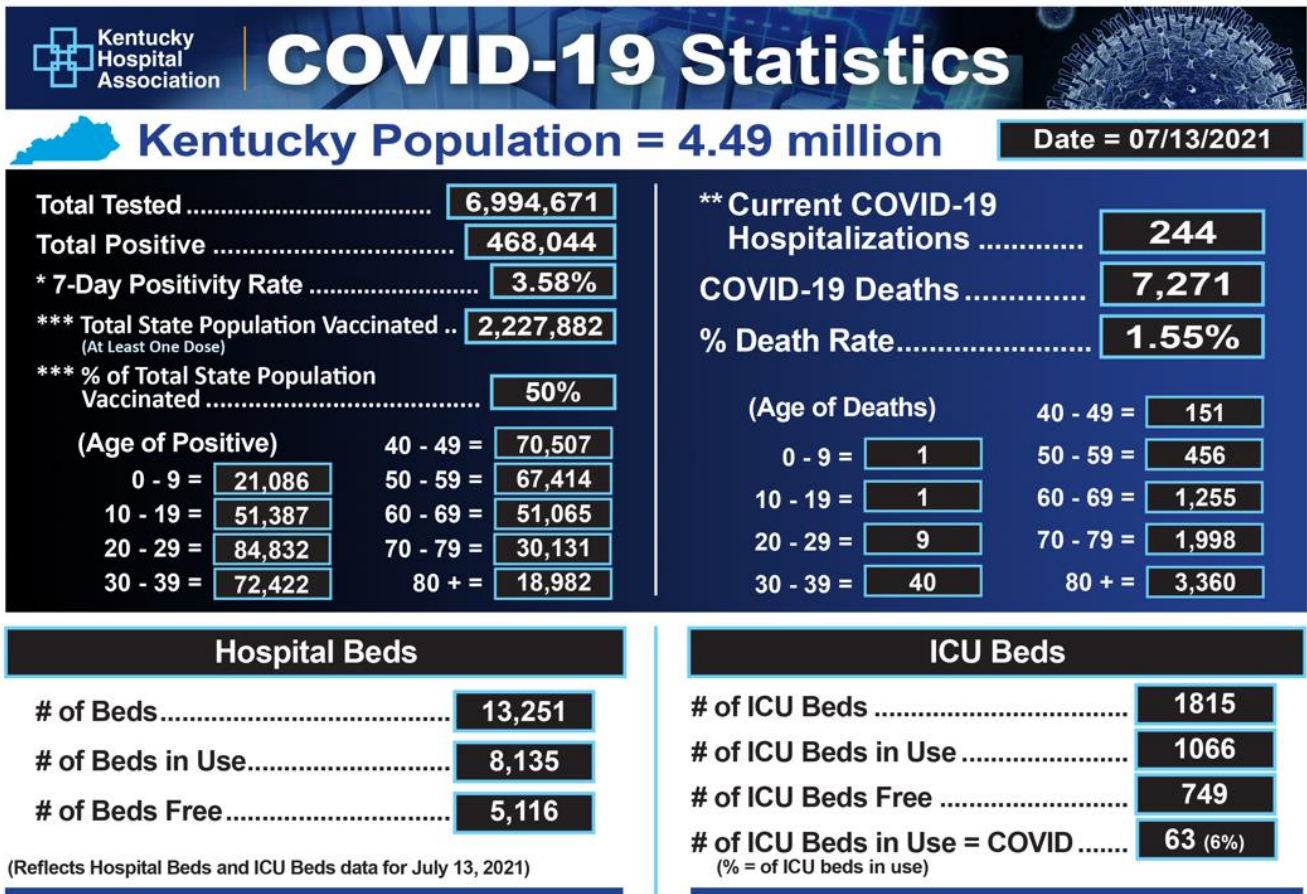 Kentucky
Hospital
Association
COVID-19 Statistics
Kentucky Population = 4.49 million
Date = 07/13/2021
Total Tested .................................. 6,994,671
Total Positive .................................. 468,044
* 7-Day Positivity Rate ........................ 3.58%
*** Total State Population Vaccinated .. 2,227,882
(At Least One Dose)
*** % of Total State Population
Vaccinated ....................................... 50%
(Age of Positive)
0 - 9 = 21,086
10 - 19 = 51,387
20 - 29 = 84,832
30 - 39 = 72,422
40 - 49 = 70,507
50 - 59 = 67,414
60 - 69 = 51,065
70 - 79 = 30,131
80 + = 18,982
** Current COVID-19
Hospitalizations ............. 244
COVID-19 Deaths ............... 7,271
% Death Rate ........................ 1.55%
(Age of Deaths)
0 - 9 = 1
10 - 19 = 1
20 - 29 = 9
30 - 39 = 40
40 - 49 = 151
50 - 59 = 456
60 - 69 = 1,255
70 - 79 = 1,998
80 + = 3,360
Hospital Beds
# of Beds ........................................ 13,251
# of Beds in Use ............................. 8,135
# of Beds Free ................................ 5,116
(Reflects Hospital Beds and ICU Beds data for July 13, 2021)
ICU Beds
# of ICU Beds .................................. 1815
# of ICU Beds in Use ....................... 1066
# of ICU Beds Free .......................... 749
# of ICU Beds in Use = COVID ....... 63 (6%)
(% = of ICU beds in use)